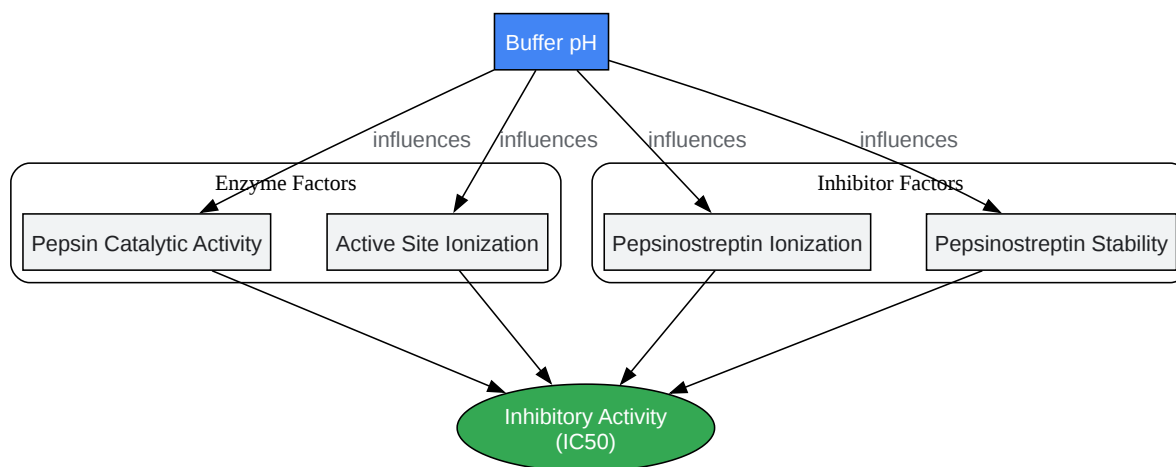 Buffer pH
influences influences influences influences
Enzyme Factors Inhibitor Factors
Pepsin Catalytic Activity Active Site Ionization Pepsinostreptin Ionization Pepsinostreptin Stability
Inhibitory Activity
(IC50)